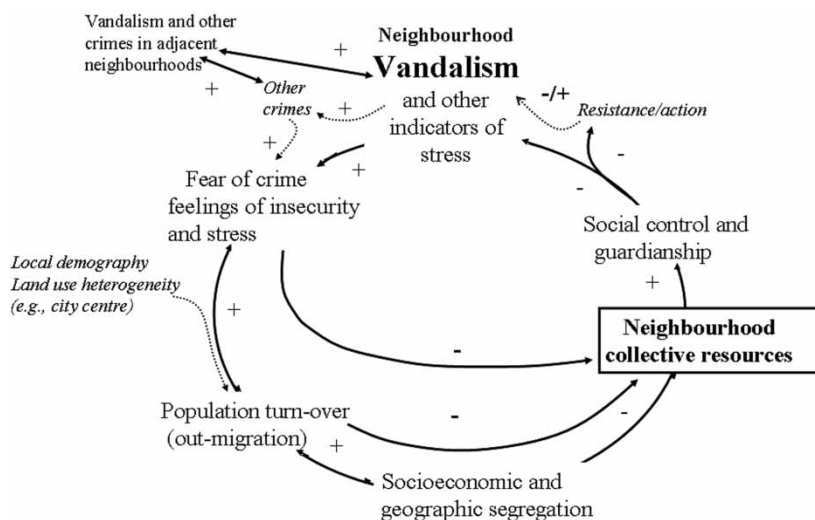 Vandalism and other
crimes in adjacent
neighbourhoods
+
+
Neighbourhood
Vandalism
and other
indicators of
stress
Other
crimes
+
-/+
Resistance/action
+
+
-
-
Fear of crime
feelings of insecurity
and stress
Social control and
guardianship
Local demography
Land use heterogeneity
(e.g., city centre)
+
+
Neighbourhood
collective resources
-
Population turn-over
(out-migration)
-
-
+
Socioeconomic and
geographic segregation